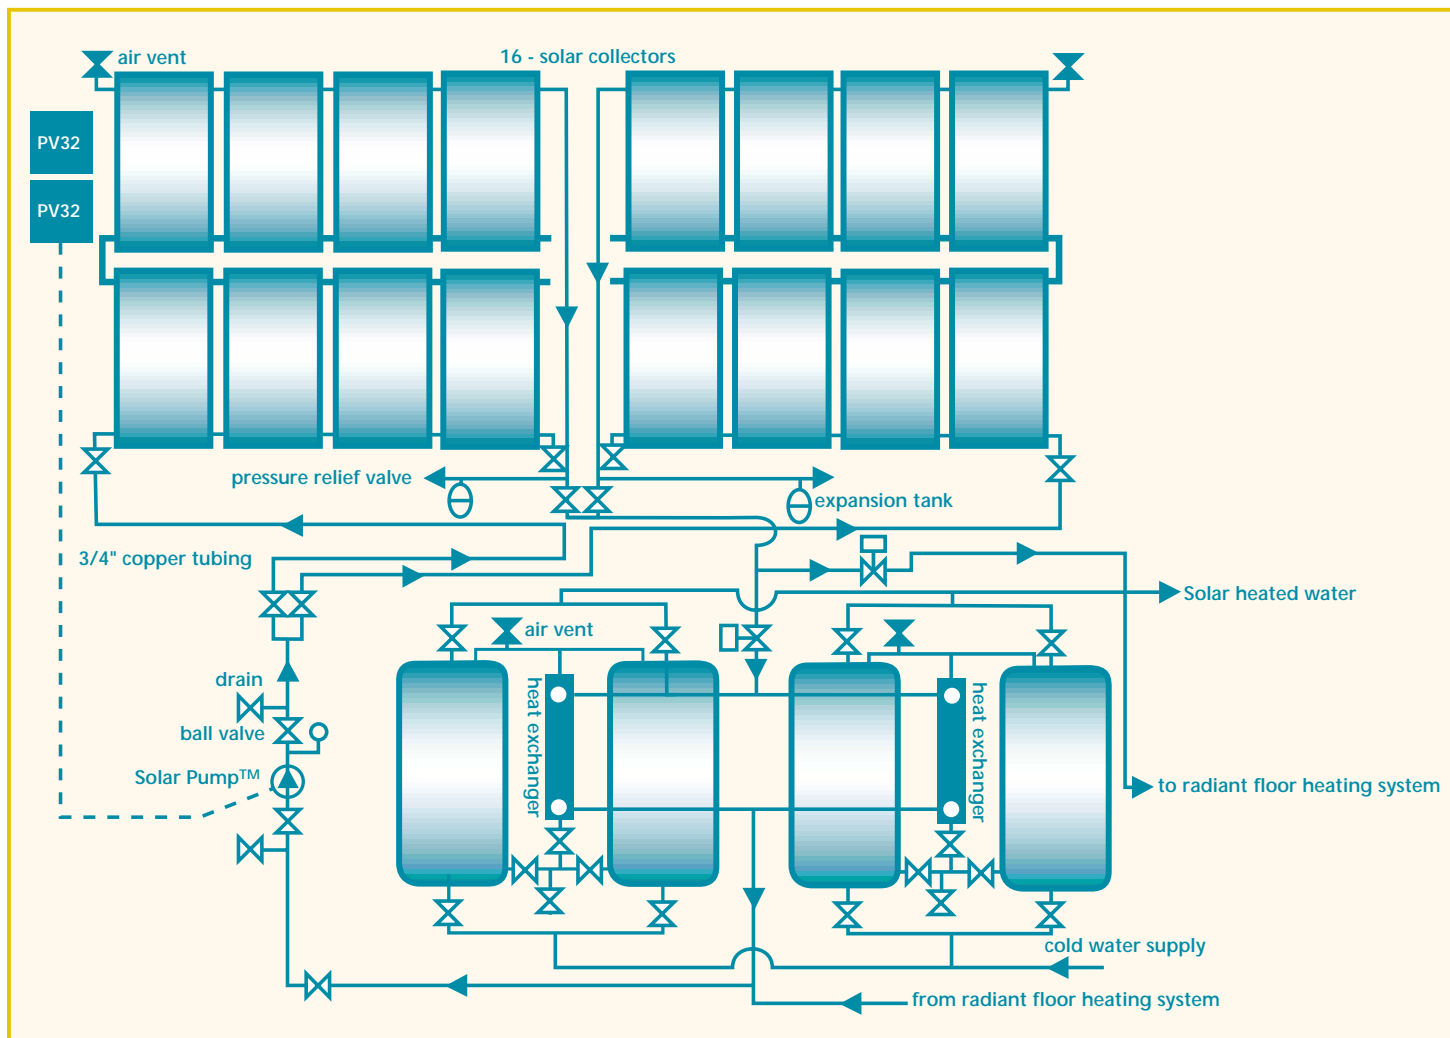 air vent
16 - solar collectors
PV32
PV32
pressure relief valve
expansion tank
3/4" copper tubing
Solar heated water
air vent
drain
heat exchanger
heat exchanger
ball valve
Solar Pump™
to radiant floor heating system
cold water supply
from radiant floor heating system